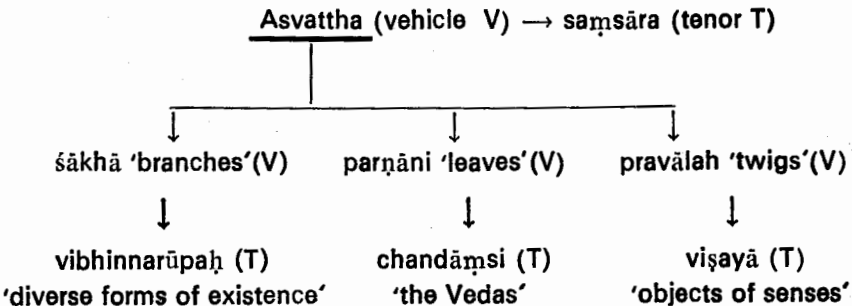 Asvattha (vehicle V) → saṃsāra (tenor T)
śākhā ‘branches’(V) parṇāni ‘leaves’(V) pravālah ‘twigs’(V)
vibhinnarūpaḥ (T) chandāṃsi (T) viṣayā (T)
‘diverse forms of existence’ ‘the Vedas’ ‘objects of senses’